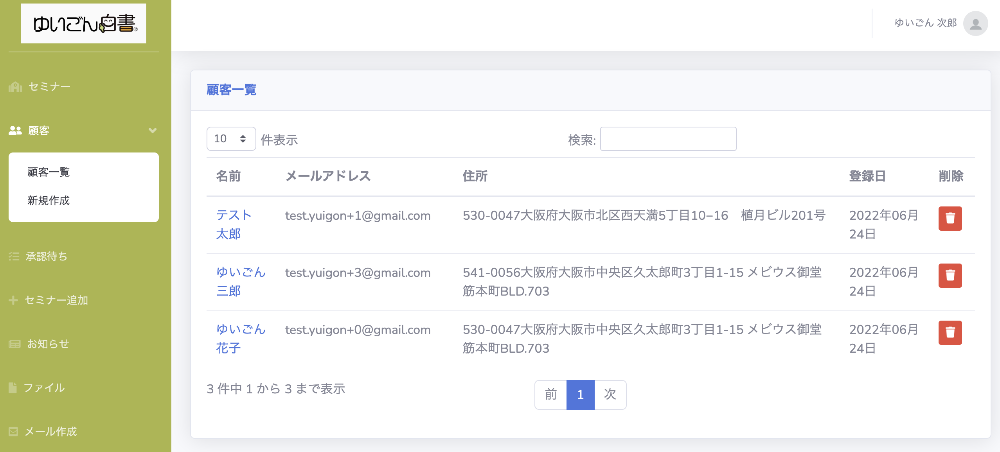 ゆいごん白書®
ゆいごん 次郎
セミナー
顧客
顧客一覧
新規作成
承認待ち
セミナー追加
お知らせ
ファイル
メール作成
顧客一覧
10 件表示
検索:
名前 メールアドレス 住所 登録日 削除
テスト test.yuigon+1@gmail.com 530-0047大阪府大阪市北区西天満5丁目10−16　植月ビル201号 2022年06月
太郎 24日
ゆいごん test.yuigon+3@gmail.com 541-0056大阪府大阪市中央区久太郎町3丁目1-15 メビウス御堂 2022年06月
三郎 筋本町BLD.703 24日
ゆいごん test.yuigon+0@gmail.com 530-0047大阪府大阪市中央区久太郎町3丁目1-15 メビウス御堂 2022年06月
花子 筋本町BLD.703 24日
3 件中 1 から 3 まで表示
前 1 次